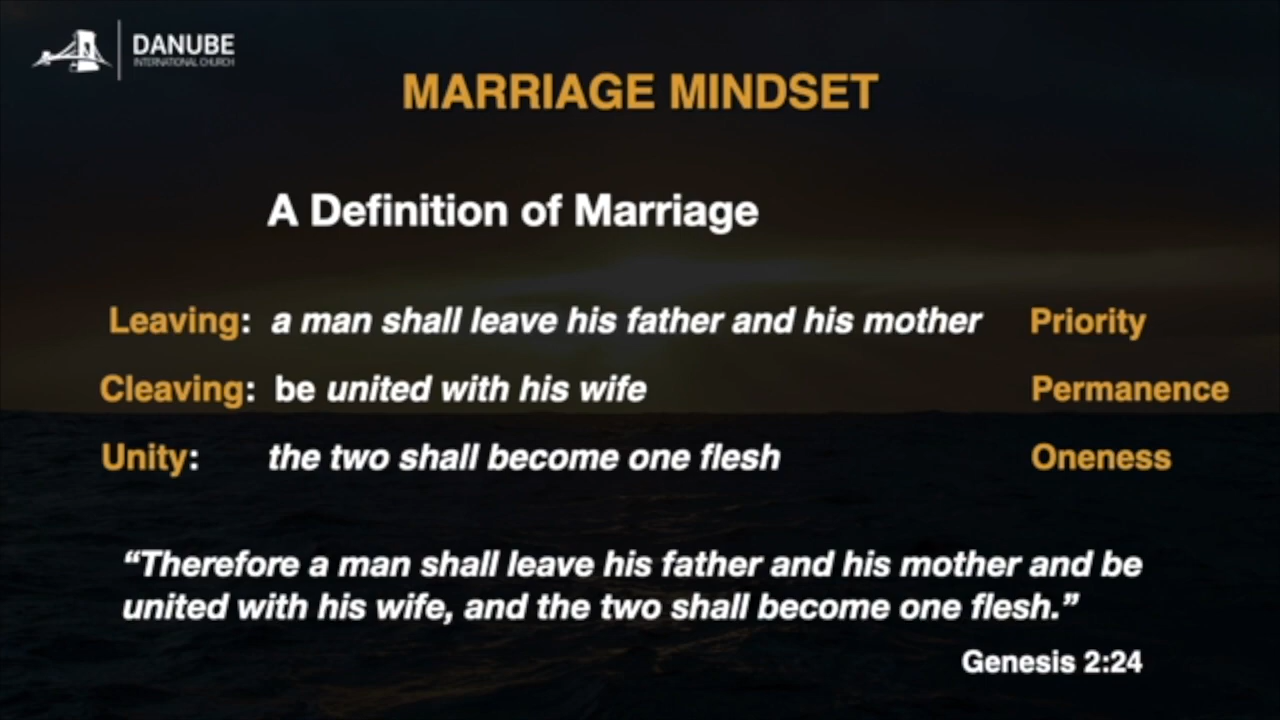 DANUBE
INTERNATIONAL CHURCH
MARRIAGE MINDSET
A Definition of Marriage
Leaving: a man shall leave his father and his mother Priority
Cleaving: be united with his wife Permanence
Unity: the two shall become one flesh Oneness
“Therefore a man shall leave his father and his mother and be
united with his wife, and the two shall become one flesh.”
Genesis 2:24